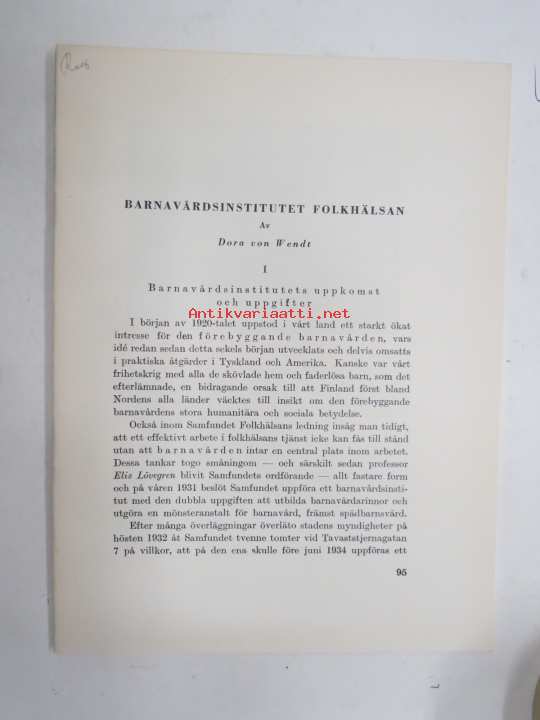 BARNAVÅRDSINSTITUTET FOLKHÄLSAN
Av
Dora von Wendt
I
Barnavårdsinstitutets uppkomst
och uppgifter
Antikvariaatti.net
I början av 1920-talet uppstod i vårt land ett starkt ökat
intresse för den förebyggande barnavården, vars
idé redan sedan detta sekels början utvecklats och delvis omsatts
i praktiska åtgärder i Tyskland och Amerika. Kanske var vårt
frihetskrig med alla de skövlade hem och faderlösa barn, som det
efterlämnade, en bidragande orsak till att Finland först bland
Nordens alla länder väcktes till insikt om den förebyggande
barnavårdens stora humanitära och sociala betydelse.
Också inom Samfundet Folkhälsans ledning insåg man tidigt,
att ett effektivt arbete i folkhälsans tjänst icke kan fås till stånd
utan att barnavården intar en central plats inom arbetet.
Dessa tankar togo småningom — och särskilt sedan professor
Elis Lövegren blivit Samfundets ordförande — allt fastare form
och på våren 1931 beslöt Samfundet uppföra ett barnavårdsinsti-
tut med den dubbla uppgiften att utbilda barnavårdarinnor och
utgöra en mönsteranstalt för barnavård, främst spädbarnsvård.
Efter många överläggningar överläto stadens myndigheter på
hösten 1932 åt Samfundet tvenne tomter vid Tavaststjernagatan
7 på villkor, att på den ena skulle före juni 1934 uppföras ett
95